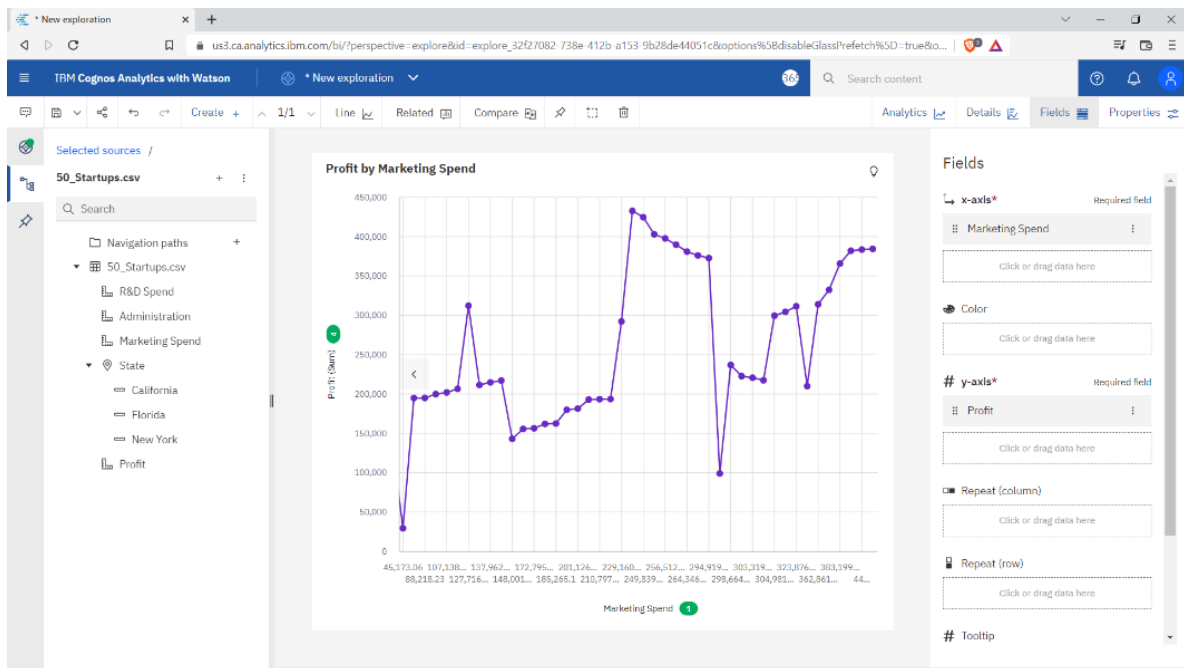 * New exploration
us3.ca.analytics.ibm.com/bi/?perspective=explore&id=explore_32f27082-738e-412b-a153-9b28de44051c&options%5BdisableGlassPrefetch%5D=true&o...
IBM Cognos Analytics with Watson
* New exploration
365
Search content
Create +
1/1
Line
Related
Compare
Analytics
Details
Fields
Properties
Selected sources /
50_Startups.csv
Search
Navigation paths
50_Startups.csv
R&D Spend
Administration
Marketing Spend
State
California
Florida
New York
Profit
Profit by Marketing Spend
450,000
400,000
350,000
300,000
250,000
200,000
150,000
100,000
50,000
0
Profit (Sum)
45,173.06 107,138... 137,962... 172,795... 201,126... 229,160... 256,512... 294,919... 303,319... 323,876... 383,199...
88,218.23 127,716... 148,001... 185,265.1 210,797... 249,839... 264,346... 298,664... 304,981... 362,861... 44...
Marketing Spend 1
Fields
x-axis* Required field
Marketing Spend
Click or drag data here
Color
Click or drag data here
# y-axis* Required field
Profit
Click or drag data here
Repeat (column)
Click or drag data here
Repeat (row)
Click or drag data here
# Tooltip